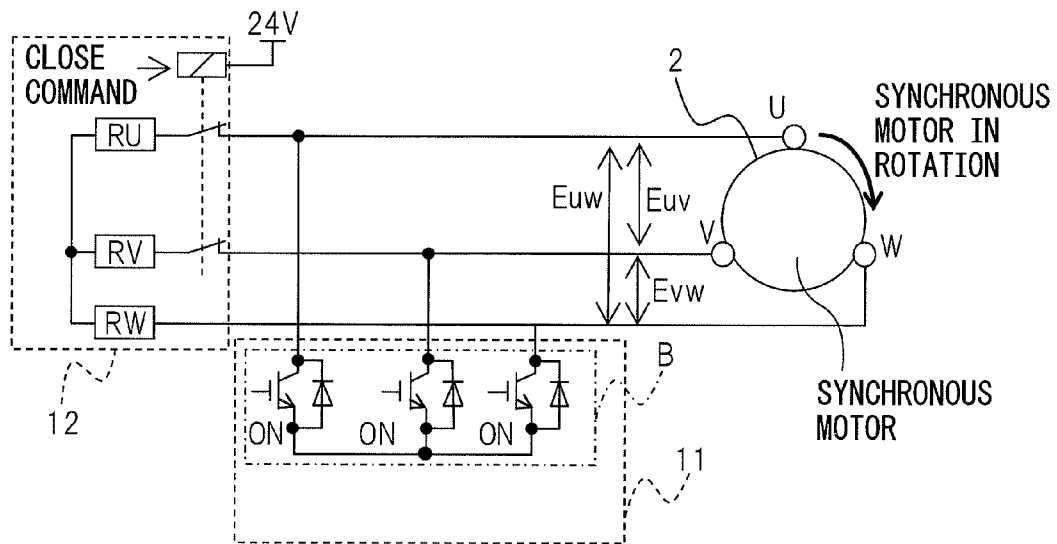 24V
CLOSE
COMMAND
2
U
SYNCHRONOUS
MOTOR IN
ROTATION
RU
Euw
Euv
RV
V
W
Evw
RW
B
12
ON
ON
ON
SYNCHRONOUS
MOTOR
11